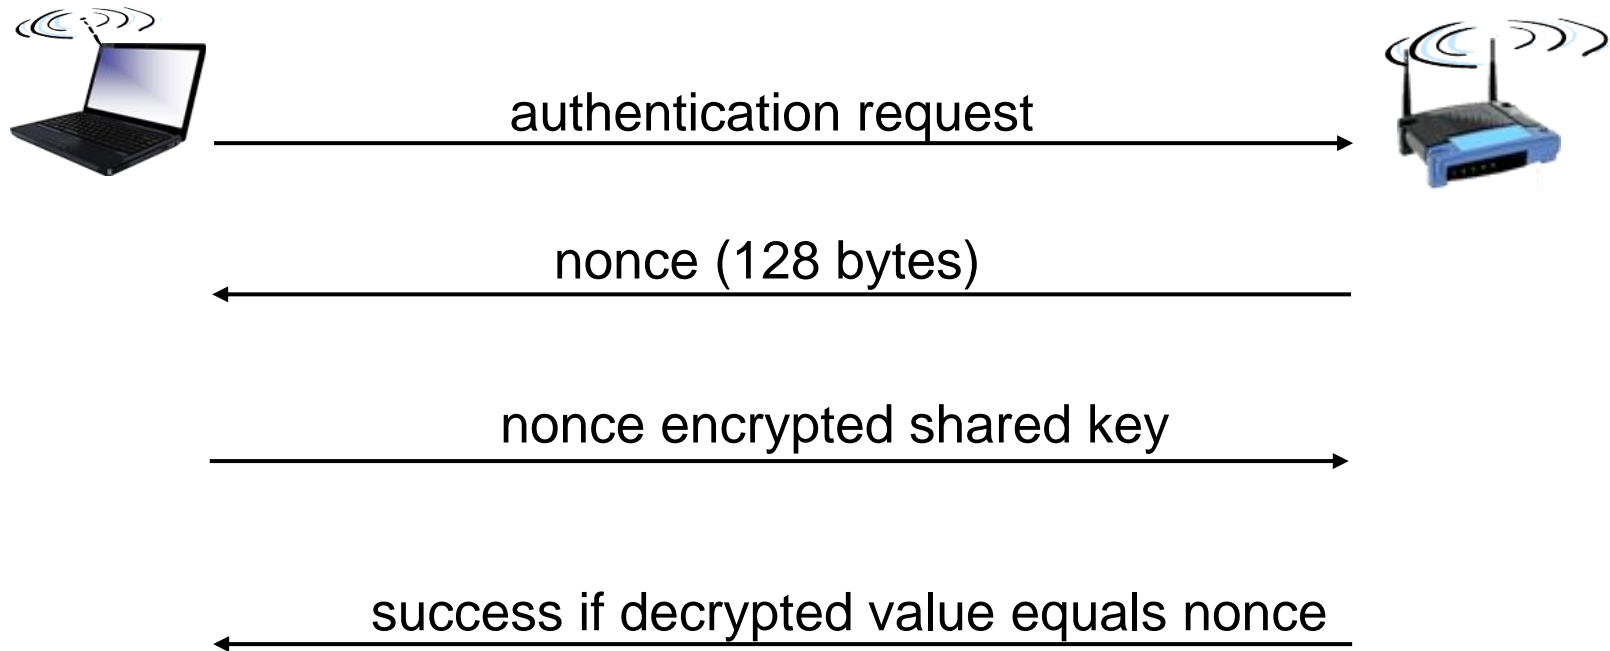 authentication request
nonce (128 bytes)
nonce encrypted shared key
success if decrypted value equals nonce